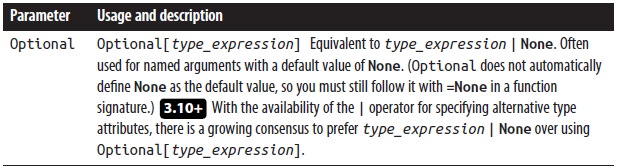 Parameter Usage and description
Optional Optional[type_expression] Equivalent to type_expression | None. Often
used for named arguments with a default value of None. (Optional does not automatically
define None as the default value, so you must still follow it with =None in a function
signature.) 3.10+ With the availability of the | operator for specifying alternative type
attributes, there is a growing consensus to prefer type_expression | None over using
Optional[type_expression].